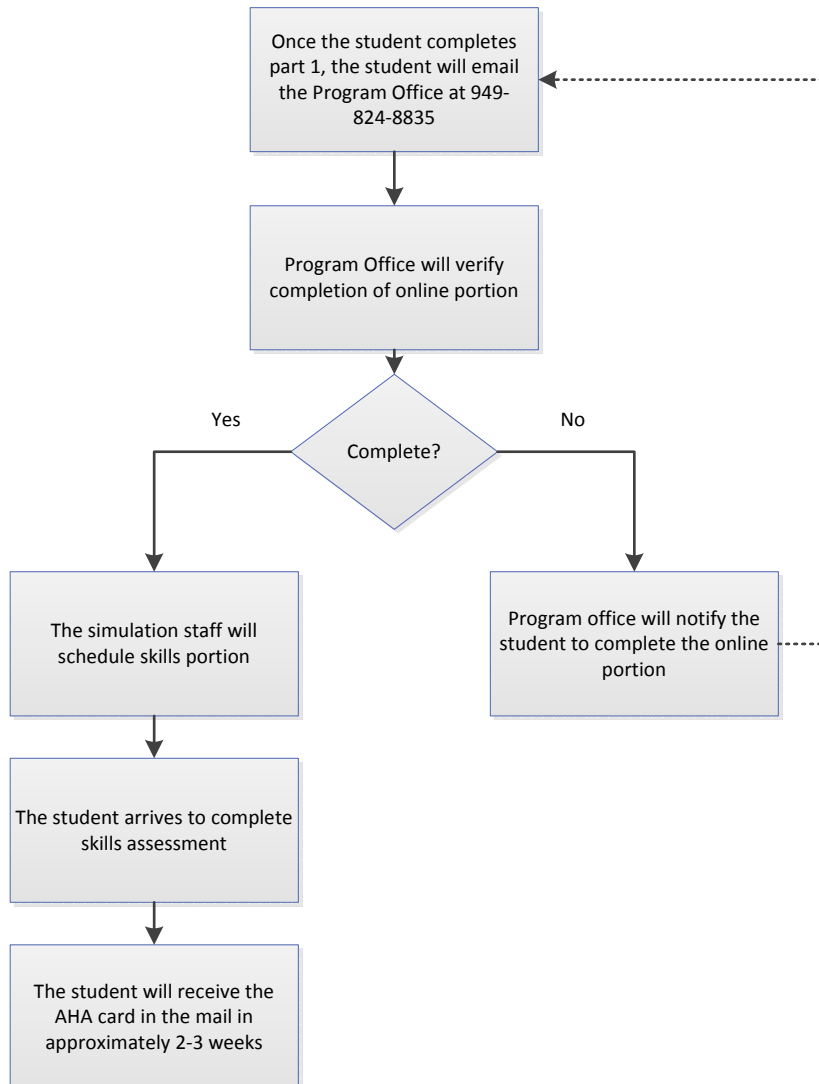 Once the student completes
part 1, the student will email
the Program Office at 949-
824-8835
Program Office will verify
completion of online portion
Yes
No
Complete?
The simulation staff will
schedule skills portion
Program office will notify the
student to complete the online
portion
The student arrives to complete
skills assessment
The student will receive the
AHA card in the mail in
approximately 2-3 weeks